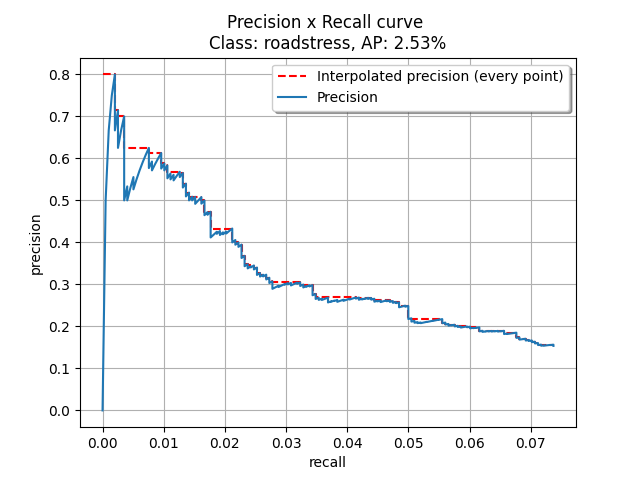 Precision x Recall curve
Class: roadstress, AP: 2.53%
Interpolated precision (every point)
Precision
precision
0.8
0.7
0.6
0.5
0.4
0.3
0.2
0.1
0.0
0.00 0.01 0.02 0.03 0.04 0.05 0.06 0.07
recall